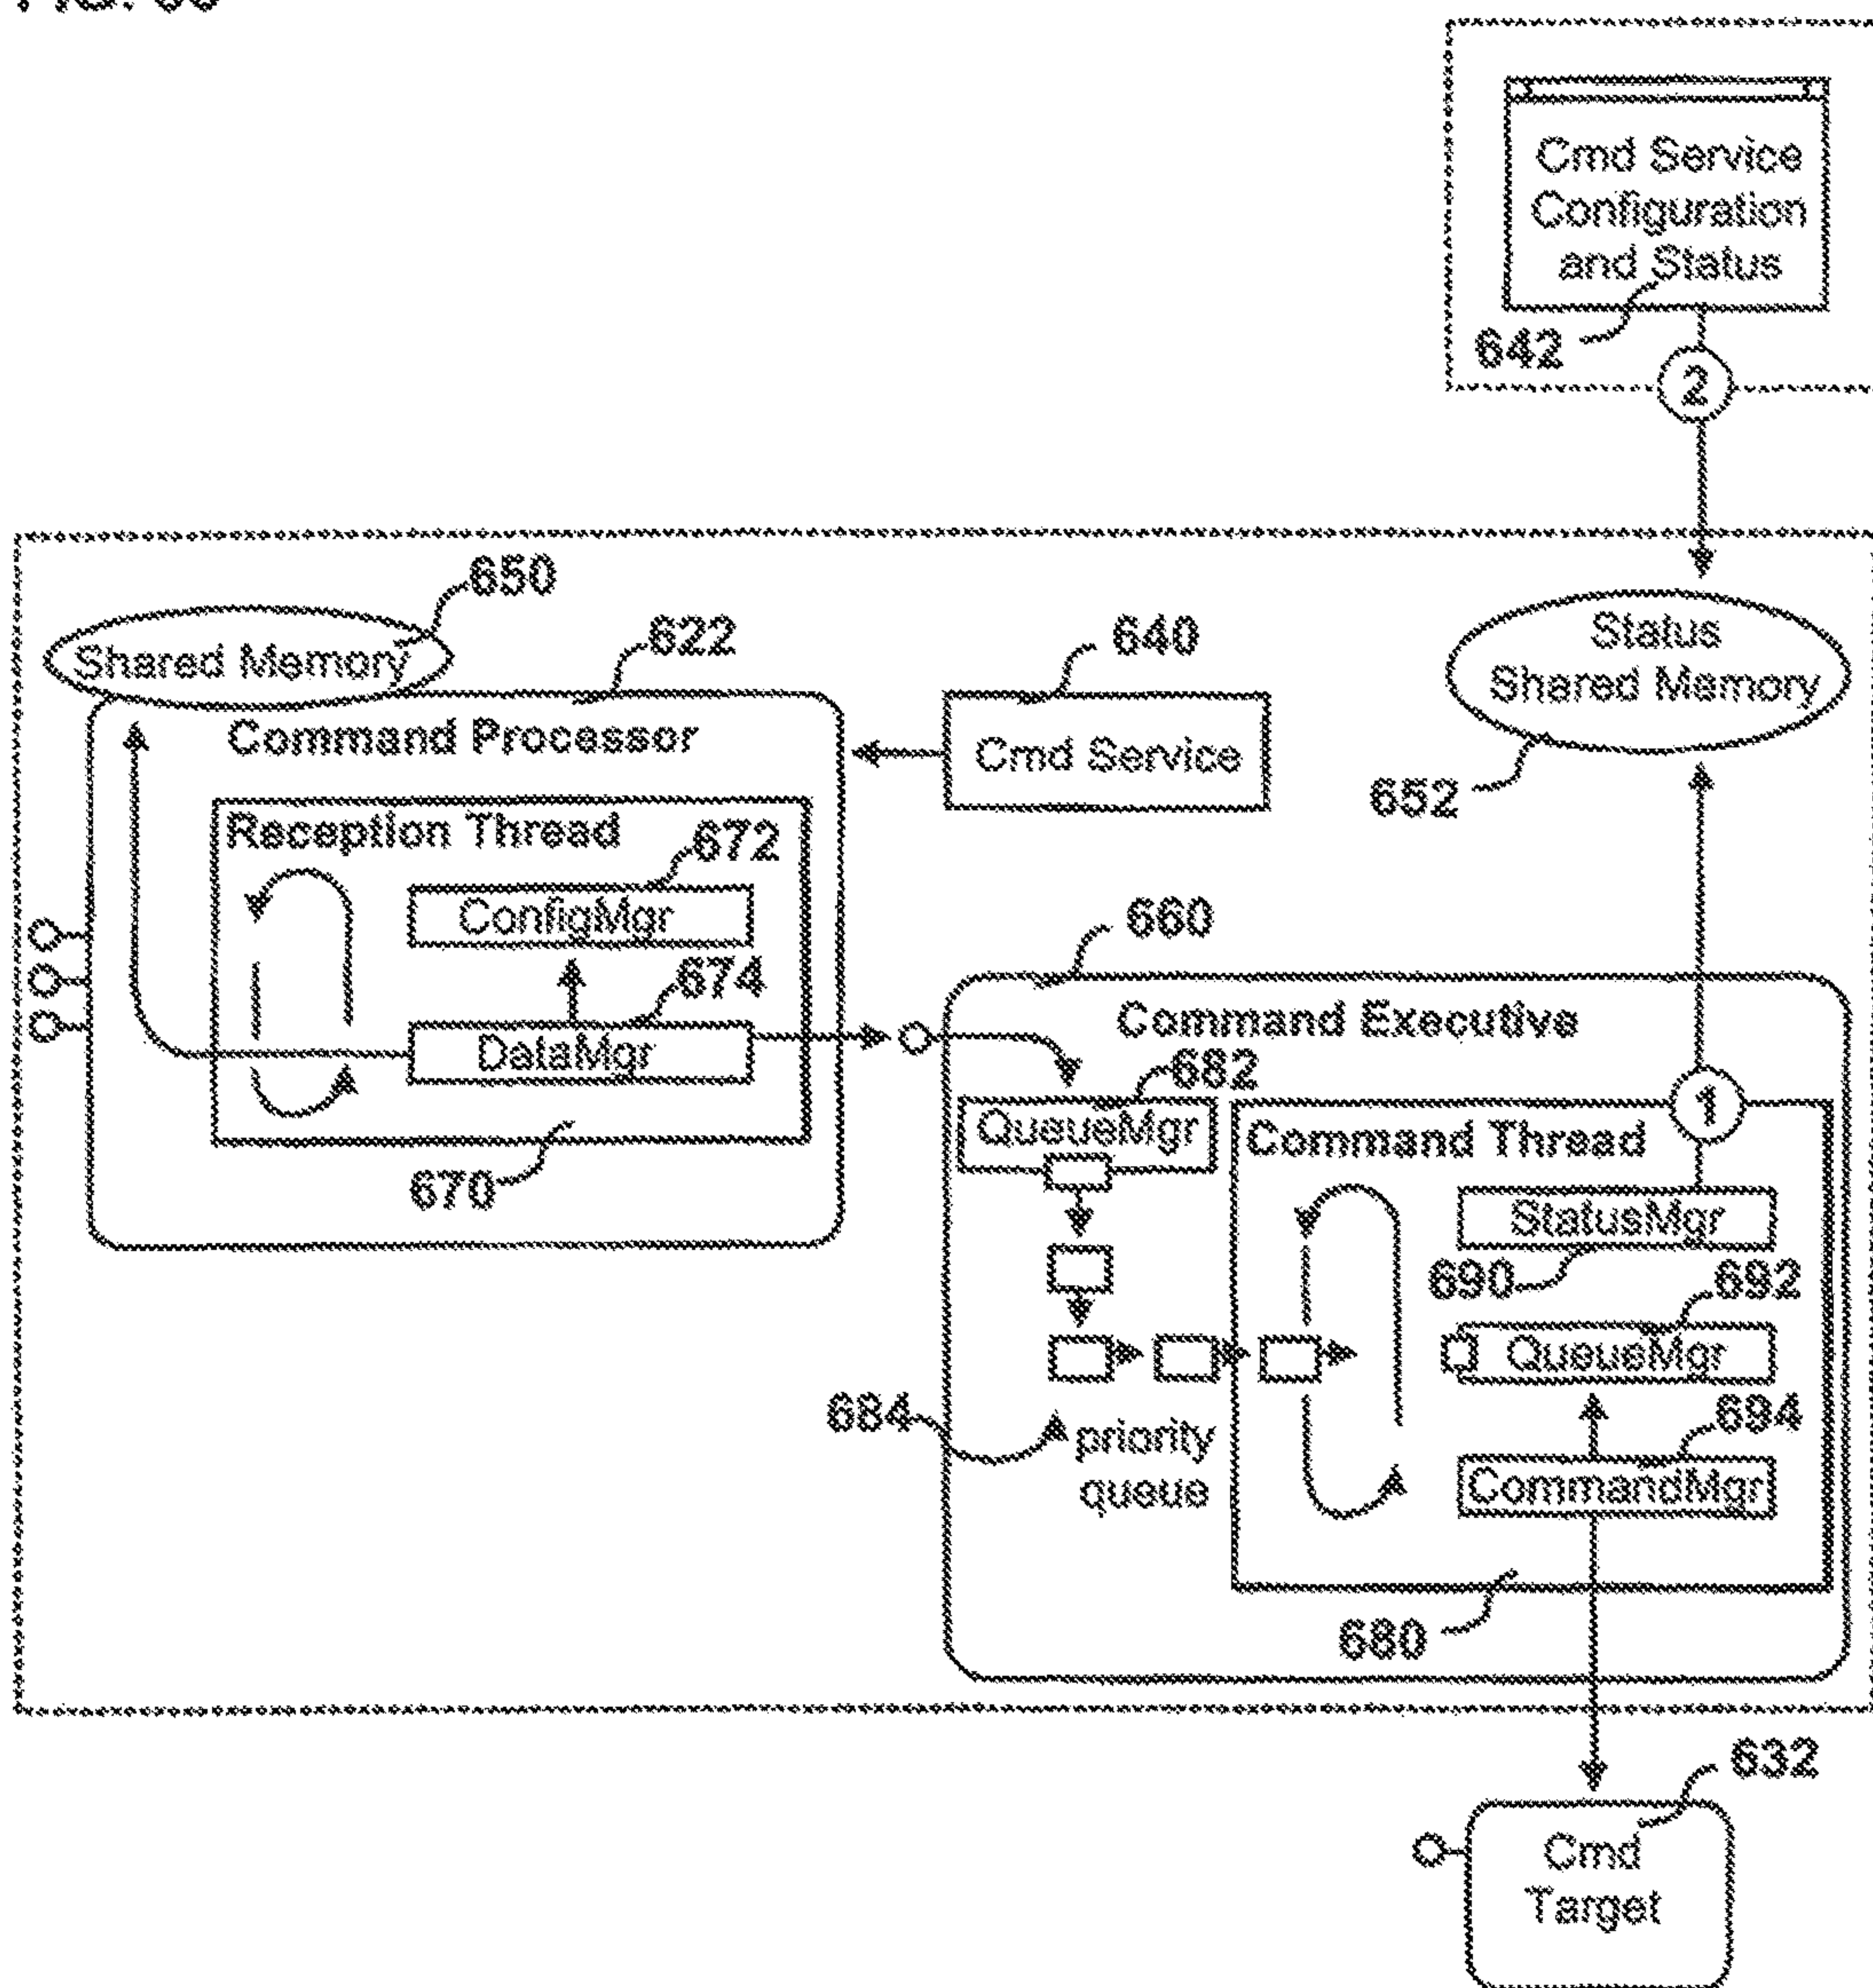 Cmd Service
Configuration
and Status
642
2
650
Shared Memory
622
Command Processor
640
Cmd Service
Status
Shared Memory
652
Reception Thread
672
ConfigMgr
674
DataMgr
670
660
Command Executive
682
QueueMgr
1
Command Thread
StatusMgr
690
692
QueueMgr
684
priority
queue
694
CommandMgr
680
632
Cmd
Target